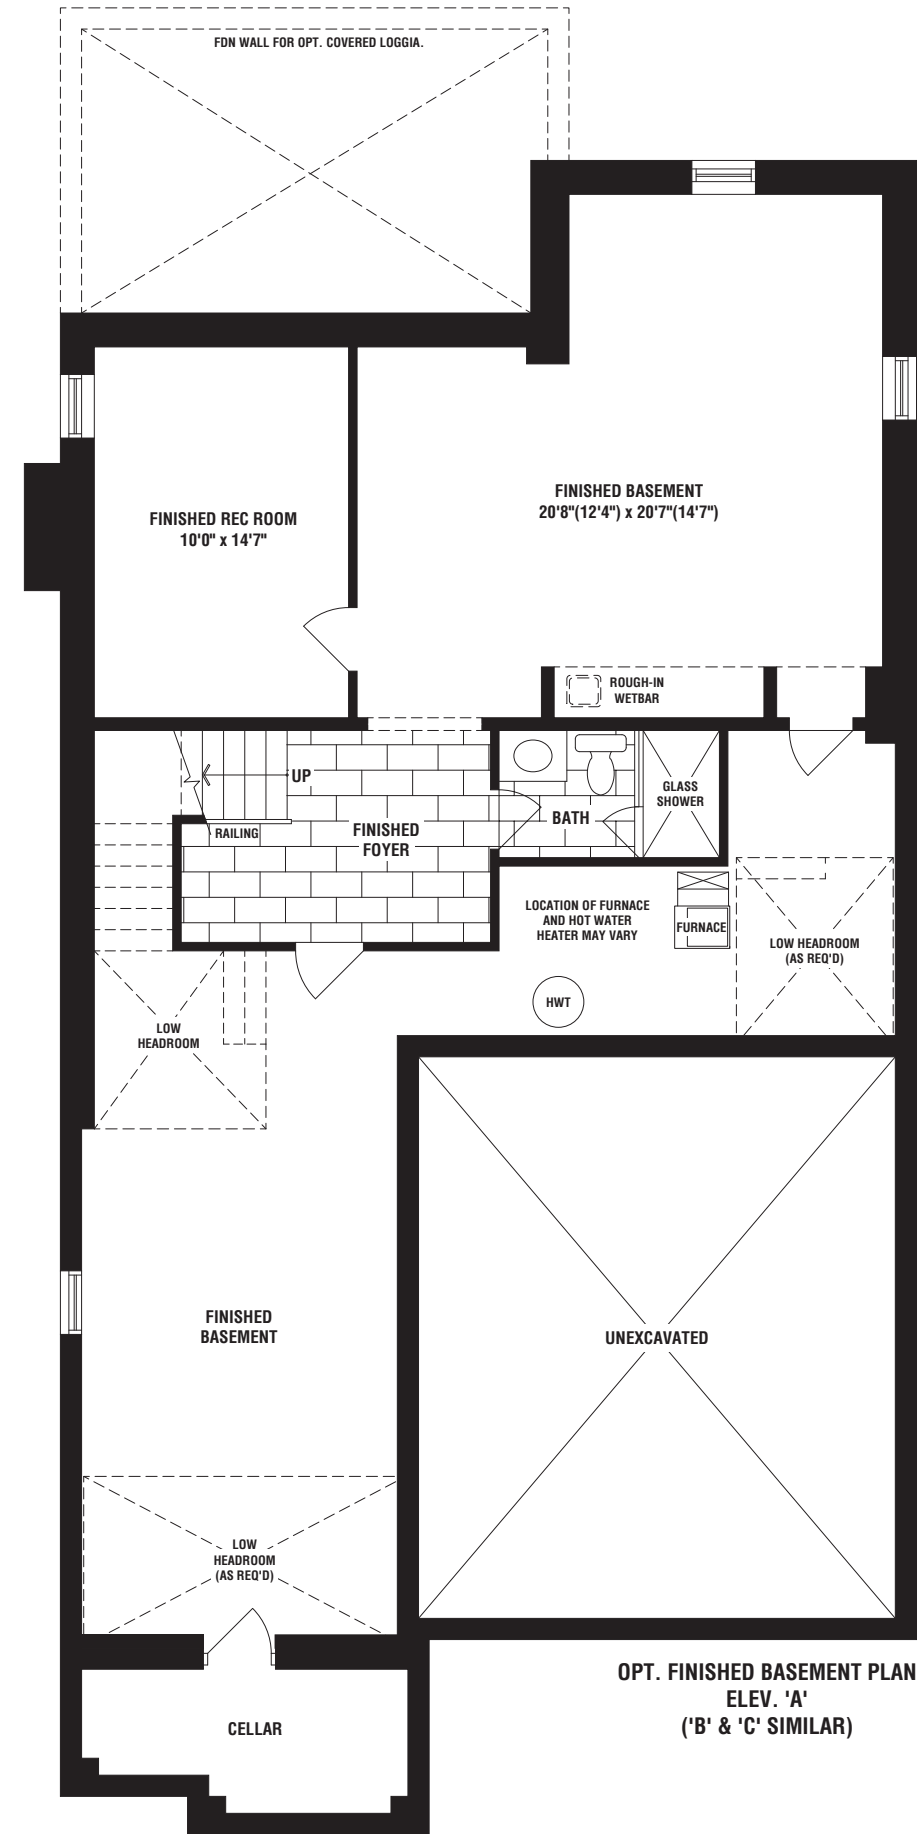 FDN WALL FOR OPT. COVERED LOGGIA.
FINISHED BASEMENT
20'8"(12'4") x 20'7"(14'7")
FINISHED REC ROOM
10'0" x 14'7"
ROUGH-IN
WETBAR
UP
RAILING
FINISHED
FOYER
BATH
GLASS
SHOWER
LOCATION OF FURNACE
AND HOT WATER
HEATER MAY VARY
FURNACE
LOW HEADROOM
(AS REQ'D)
HWT
LOW
HEADROOM
FINISHED
BASEMENT
UNEXCAVATED
LOW
HEADROOM
(AS REQ'D)
CELLAR
OPT. FINISHED BASEMENT PLAN
ELEV. 'A'
('B' & 'C' SIMILAR)